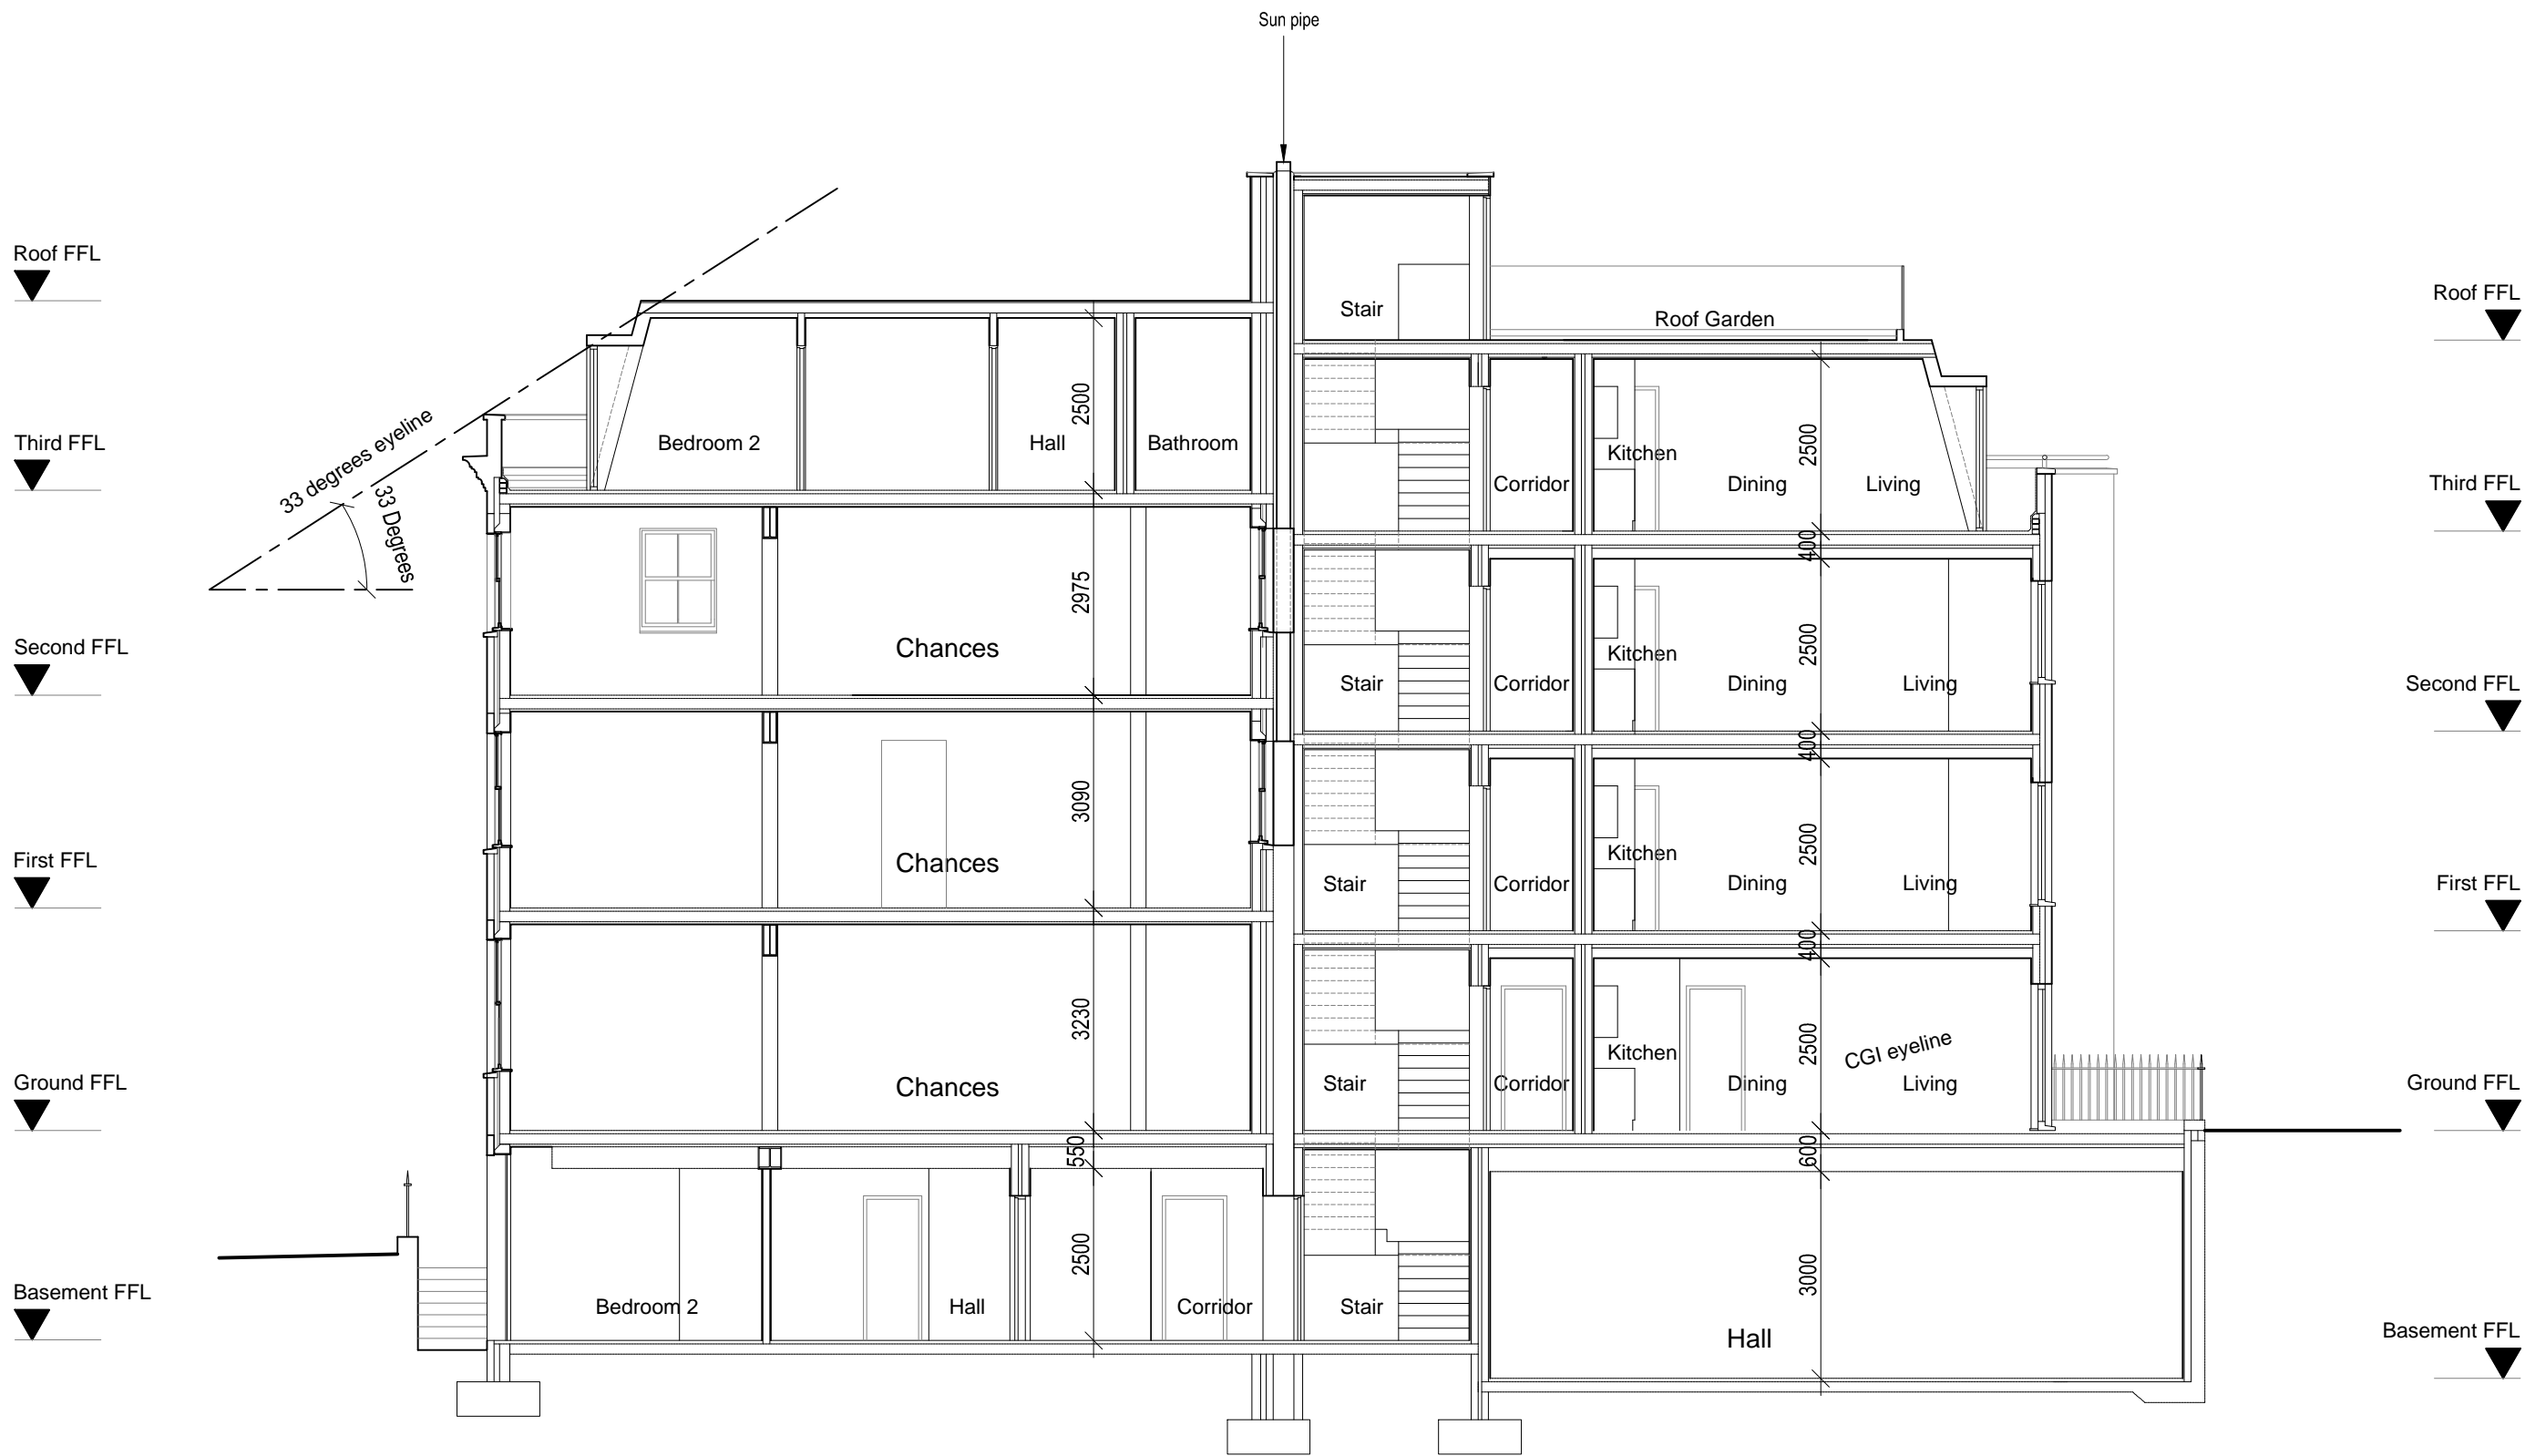 Sun pipe
Roof FFL
Roof FFL
Stair
Roof Garden
2500
33 degrees eyeline
33 Degrees
Third FFL
Bedroom 2
Hall
Bathroom
2500
Kitchen
Corridor
Dining
Living
Third FFL
400
2975
Second FFL
Chances
2500
Kitchen
Stair
Corridor
Dining
Living
Second FFL
400
3090
First FFL
Chances
2500
Kitchen
Stair
Corridor
Dining
Living
First FFL
400
3230
Ground FFL
Chances
2500
CGI eyeline
Kitchen
Stair
Corridor
Dining
Living
Ground FFL
550
600
2500
3000
Basement FFL
Bedroom 2
Hall
Corridor
Stair
Hall
Basement FFL